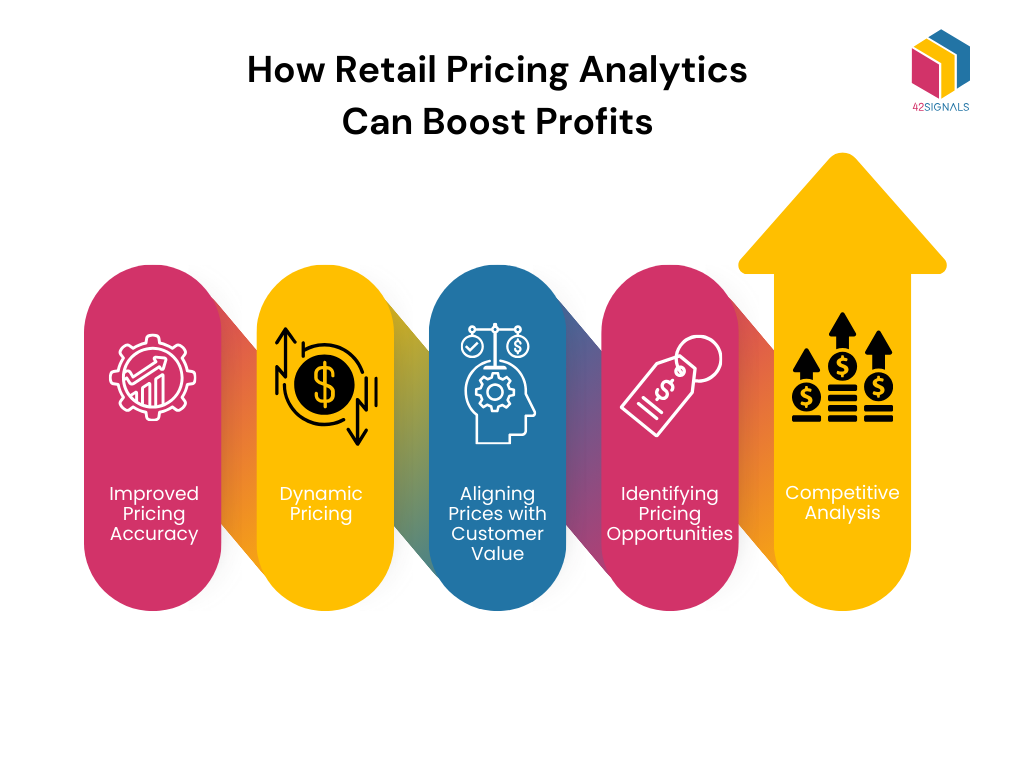 How Retail Pricing Analytics
Can Boost Profits
42SIGNALS
Improved
Pricing
Accuracy
Dynamic
Pricing
Aligning
Prices with
Customer
Value
Identifying
Pricing
Opportunities
Competitive
Analysis